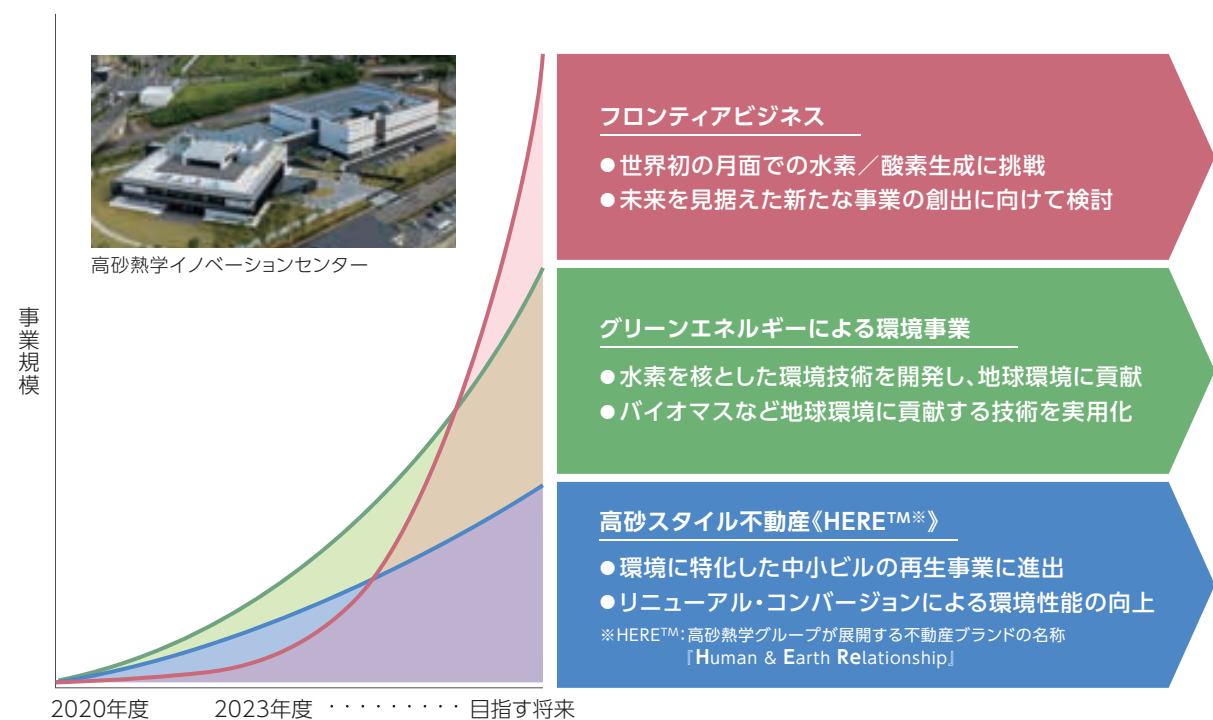 高砂熱学イノベーションセンター
事業規模
2020年度 2023年度 ・・・・・・・・・ 目指す将来
フロンティアビジネス
●世界初の月面での水素／酸素生成に挑戦
●未来を見据えた新たな事業の創出に向けて検討
グリーンエネルギーによる環境事業
●水素を核とした環境技術を開発し、地球環境に貢献
●バイオマスなど地球環境に貢献する技術を実用化
高砂スタイル不動産《HERE™※》
●環境に特化した中小ビルの再生事業に進出
●リニューアル・コンバージョンによる環境性能の向上
※HERE™：高砂熱学グループが展開する不動産ブランドの名称
『Human & Earth Relationship』